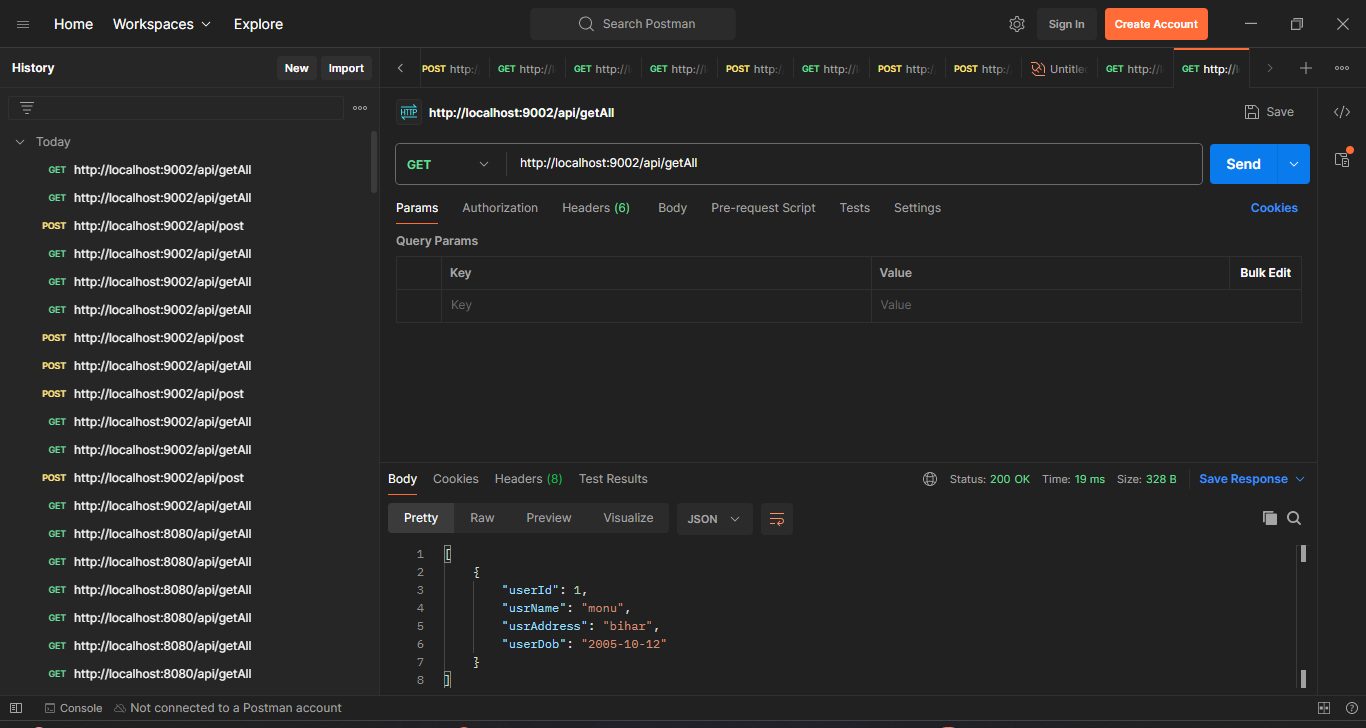 Home Workspaces Explore Search Postman Sign In Create Account
History New Import
POST http:/ GET http://l GET http://l GET http://l POST http:/ GET http://l POST http:/ POST http:/ Untitle GET http://l GET http://l
HTTP http://localhost:9002/api/getAll Save
Today
GET http://localhost:9002/api/getAll
GET http://localhost:9002/api/getAll
POST http://localhost:9002/api/post
GET http://localhost:9002/api/getAll
GET http://localhost:9002/api/getAll
GET http://localhost:9002/api/getAll
POST http://localhost:9002/api/post
POST http://localhost:9002/api/getAll
POST http://localhost:9002/api/post
GET http://localhost:9002/api/getAll
GET http://localhost:9002/api/getAll
POST http://localhost:9002/api/post
GET http://localhost:9002/api/getAll
GET http://localhost:8080/api/getAll
GET http://localhost:8080/api/getAll
GET http://localhost:8080/api/getAll
GET http://localhost:8080/api/getAll
GET http://localhost:8080/api/getAll
GET http://localhost:8080/api/getAll
GET http://localhost:9002/api/getAll Send
Params Authorization Headers (6) Body Pre-request Script Tests Settings Cookies
Query Params
Key Value Bulk Edit
Key Value
Body Cookies Headers (8) Test Results Status: 200 OK Time: 19 ms Size: 328 B Save Response
Pretty Raw Preview Visualize JSON
1 [
2 {
3 "userId": 1,
4 "usrName": "monu",
5 "usrAddress": "bihar",
6 "userDob": "2005-10-12"
7 }
8 ]
Console Not connected to a Postman account